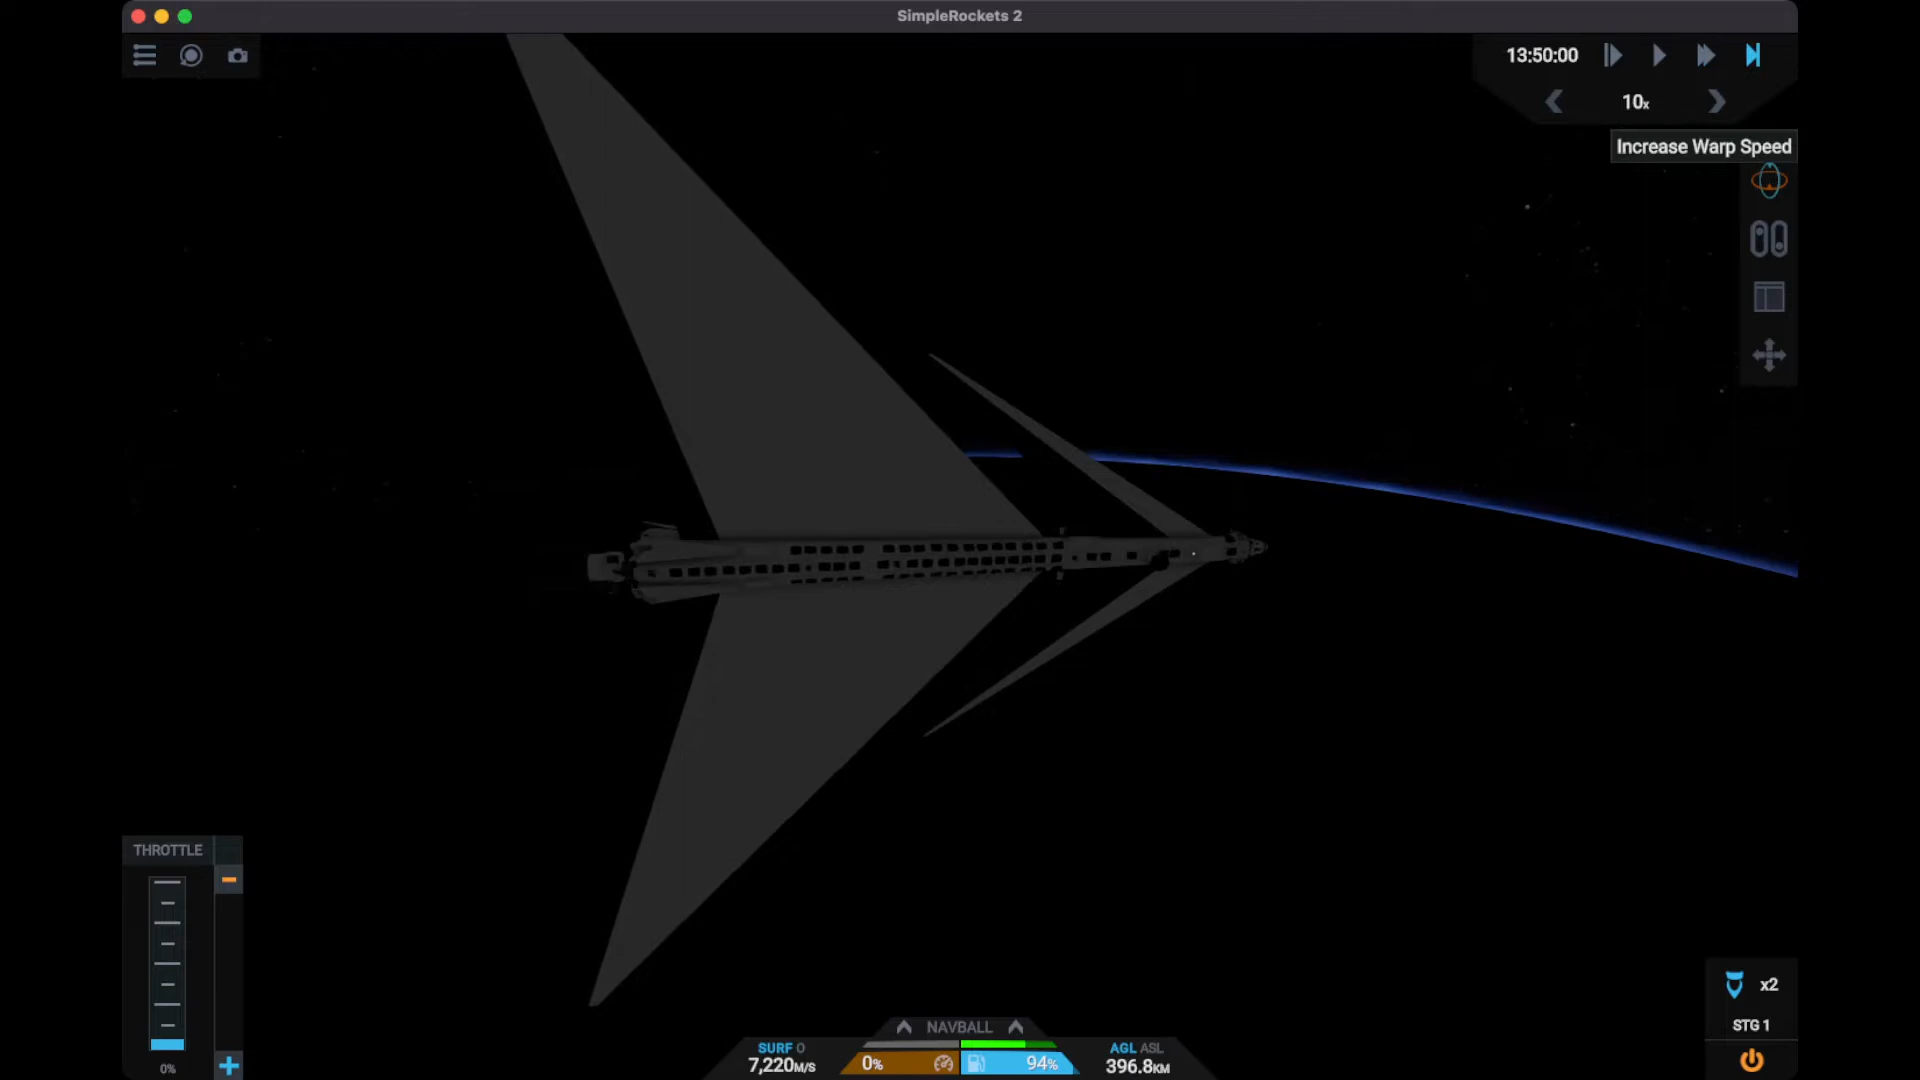 SimpleRockets 2
13:50:00
10x
Increase Warp Speed
THROTTLE
0%
NAVBALL
SURF O
7,220M/S
0%
94%
AGL ASL
396.8KM
x2
STG 1